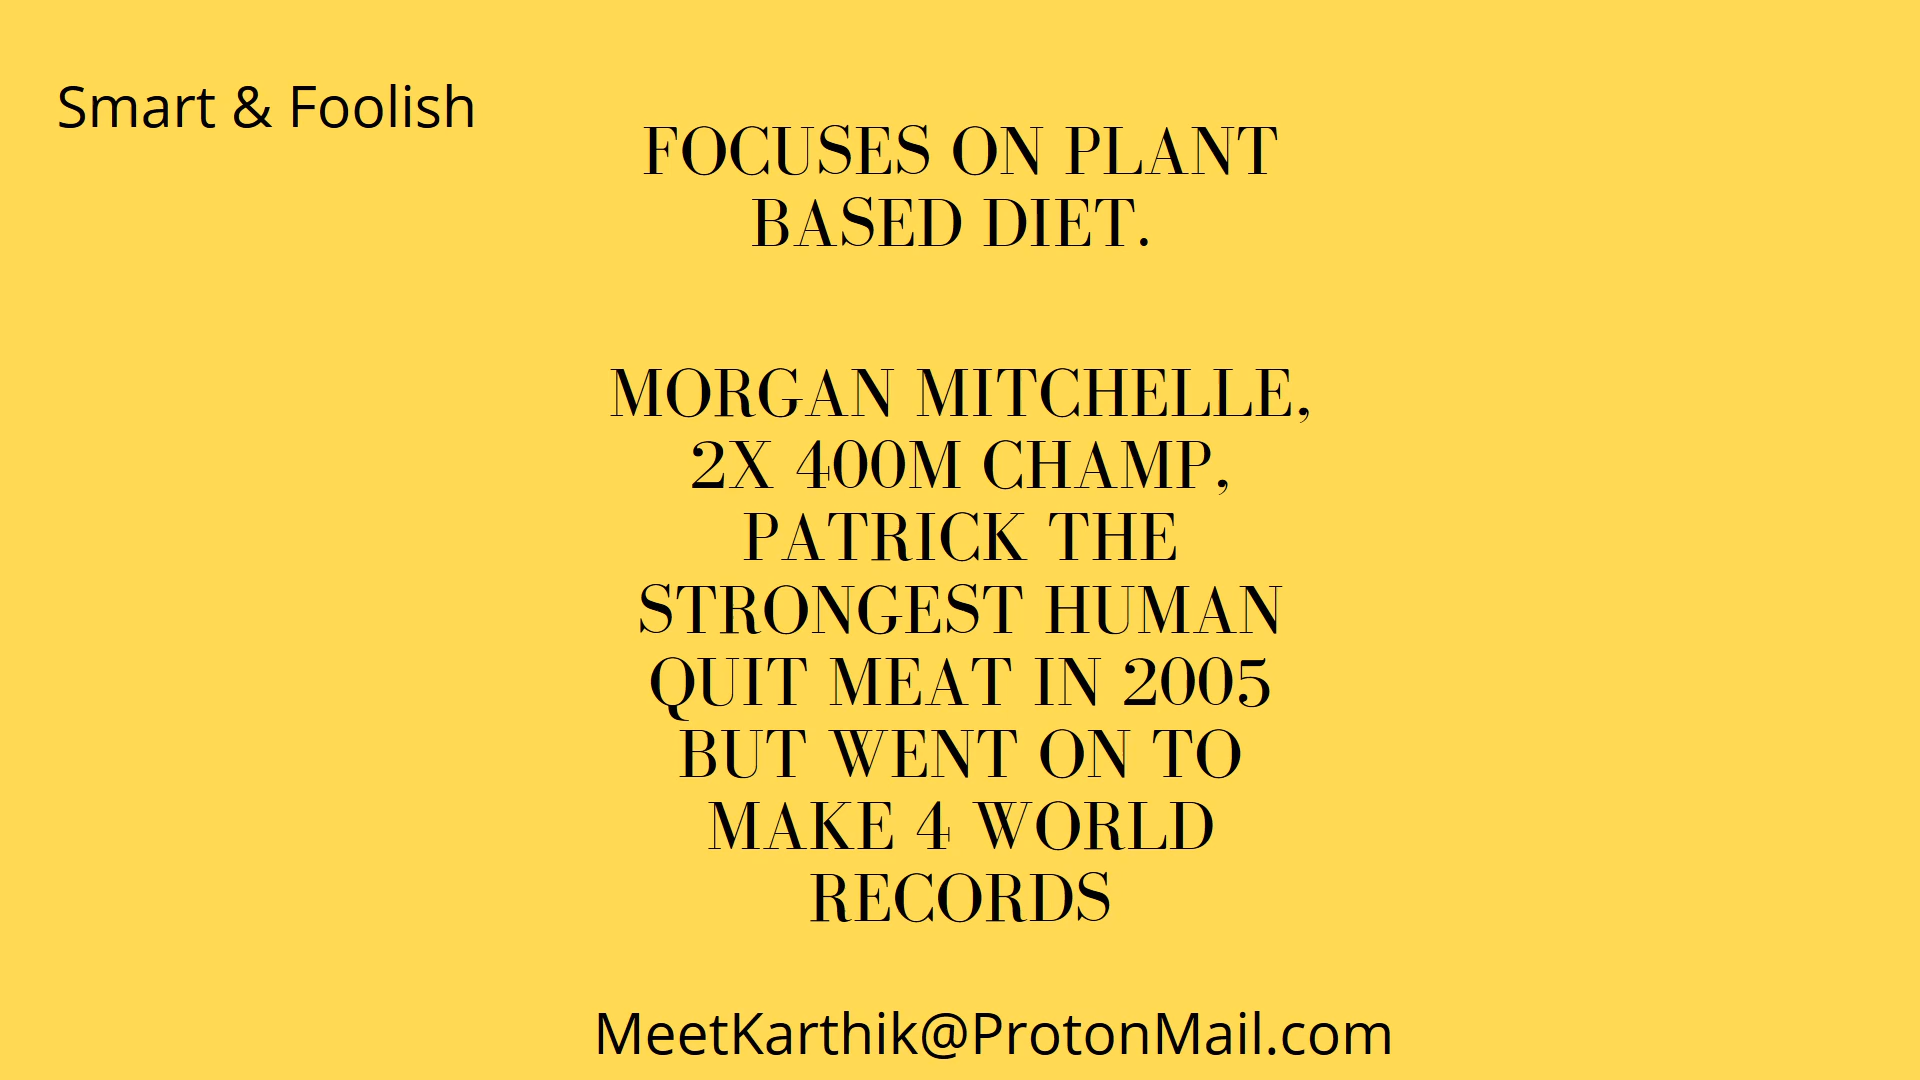 Smart & Foolish
FOCUSES ON PLANT
BASED DIET.
MORGAN MITCHELLE,
2X 400M CHAMP,
PATRICK THE
STRONGEST HUMAN
QUIT MEAT IN 2005
BUT WENT ON TO
MAKE 4 WORLD
RECORDS
MeetKarthik@ProtonMail.com